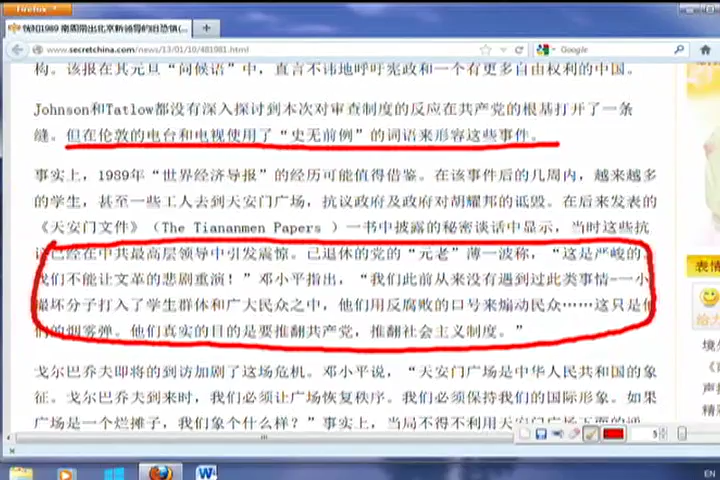 Firefox
www.secretchina.com/news/13/01/10/481981.html
Google
构。该报在其元旦“问候语”中，直言不讳地呼吁宪政和一个有更多自由权利的中国。
Johnson和Tatlow都没有深入探讨到本次对审查制度的反应在共产党的根基打开了一条
缝。但在伦敦的电台和电视使用了“史无前例”的词语来形容这些事件。
事实上，1989年“世界经济导报”的经历可能值得借鉴。在该事件后的几周内，越来越多
的学生，甚至一些工人去到天安门广场，抗议政府及政府对胡耀邦的诋毁。在后来发表的
《天安门文件》（The Tiananmen Papers ）一书中披露的秘密谈话中显示，当时这些抗
议已经在中共最高层领导中引发震惊。已退休的党的“元老”薄一波称，“这是严峻的，
我们不能让文革的悲剧重演！”邓小平指出，“我们此前从来没有遇到过此类事情=一小
撮坏分子打入了学生群体和广大民众之中，他们用反腐败的口号来煽动民众……这只是他
们的烟雾弹。他们真实的目的是要推翻共产党，推翻社会主义制度。”
戈尔巴乔夫即将的到访加剧了这场危机。邓小平说，“天安门广场是中华人民共和国的象
征。戈尔巴乔夫到来时，我们必须让广场恢复秩序。我们必须保持我们的国际形象。如果
广场是一个烂摊子，我们象个什么样？”事实上，当局不得不利用天安门广场下面的
表情
给力
境外
《南
频道
精彩
5
EN